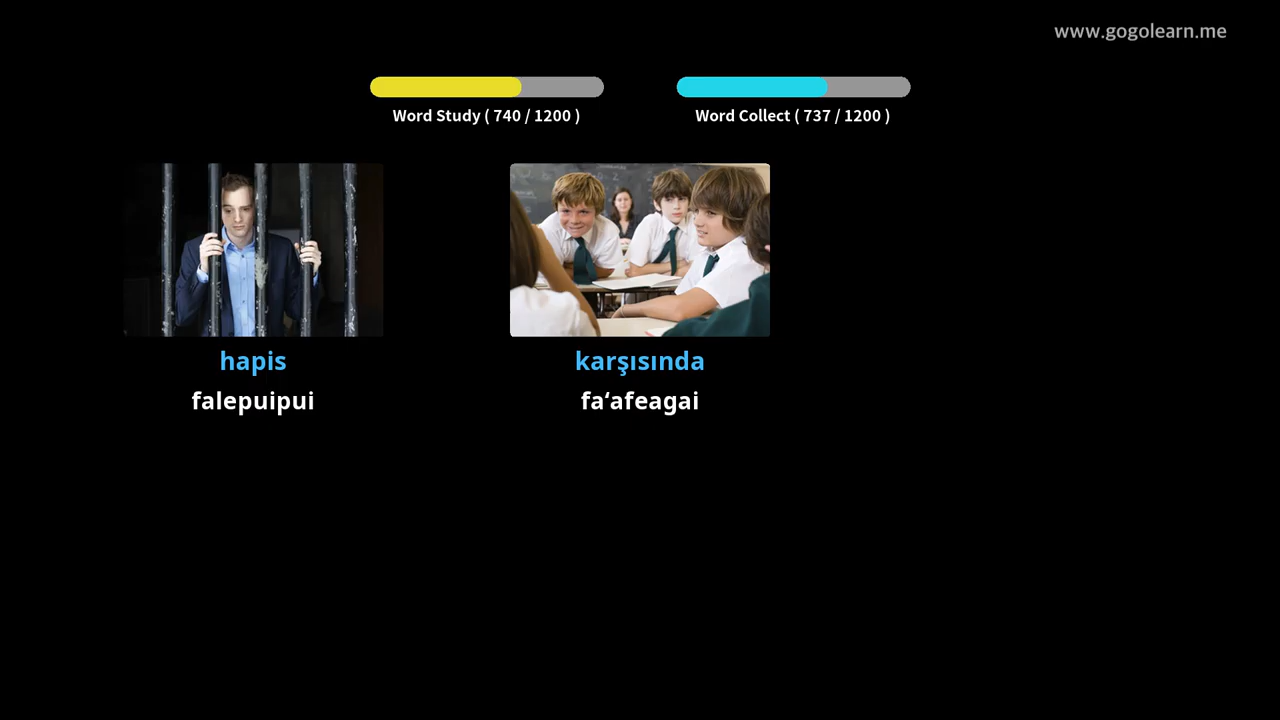 www.gogolearn.me
Word Study ( 740 / 1200 )
Word Collect ( 737 / 1200 )
hapis
karşısında
falepuipui
fa‘afeagai